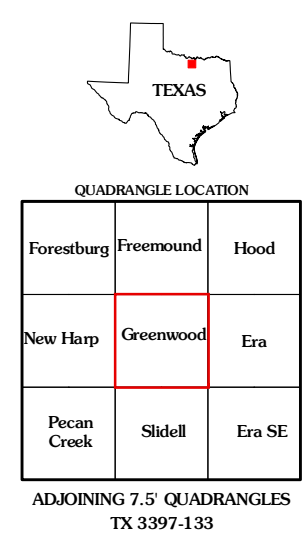 TEXAS
QUADRANGLE LOCATION
Forestburg Freemound Hood
New Harp Greenwood Era
Pecan
Creek Slidell Era SE
ADJOINING 7.5' QUADRANGLES
TX 3397-133